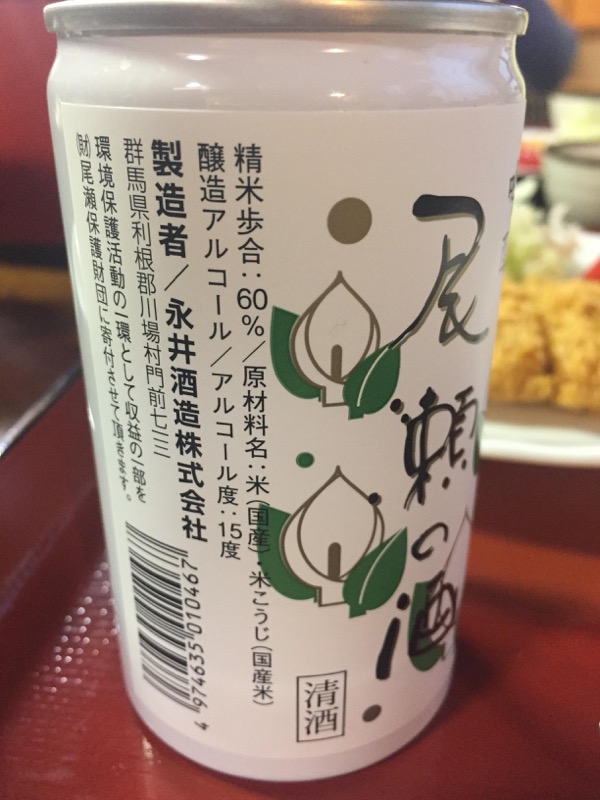 尾瀬の酒
清酒
精米歩合：60%／原材料名：米（国産）・米こうじ（国産米）
醸造アルコール／アルコール度：15度
製造者／永井酒造株式会社
群馬県利根郡川場村門前七三
環境保護活動の一環として収益の一部を
(財)尾瀬保護財団に寄付させて頂きます。
4 974635 010467